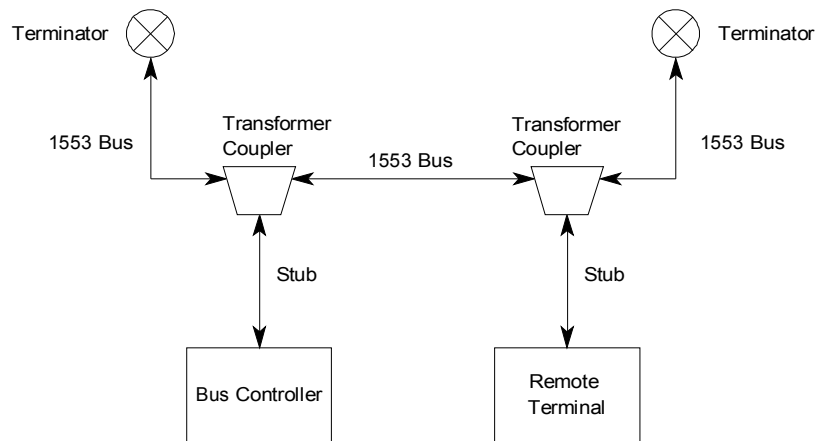 Terminator
Terminator
1553 Bus
Transformer
Coupler
1553 Bus
Transformer
Coupler
1553 Bus
Stub
Stub
Bus Controller
Remote
Terminal